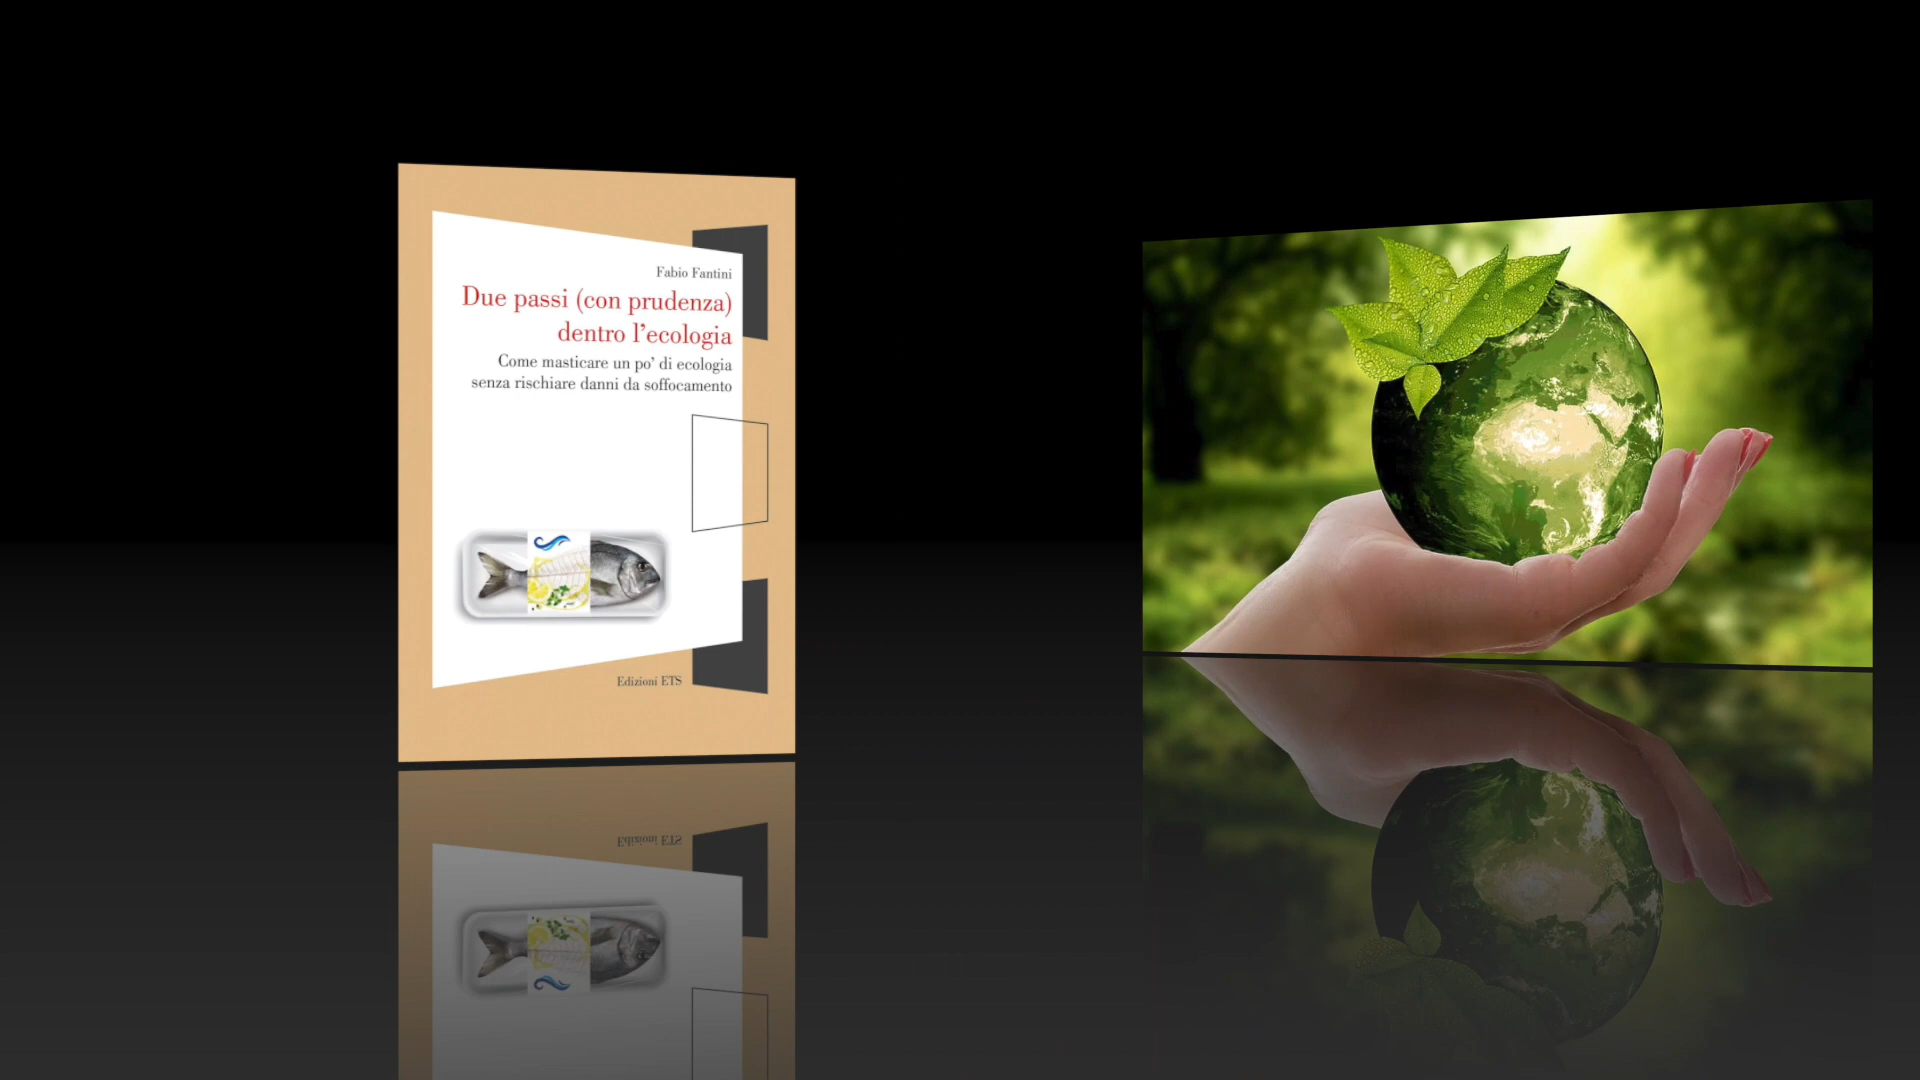 Fabio Fantini
Due passi (con prudenza)
dentro l'ecologia
Come masticare un po' di ecologia
senza rischiare danni da soffocamento
Edizioni ETS